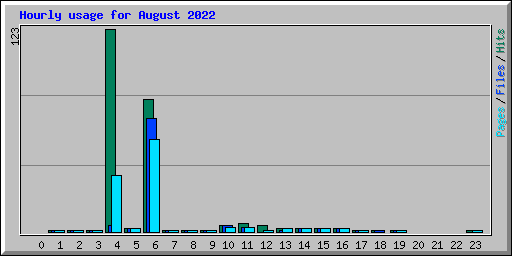 Hourly usage for August 2022
123
Pages/Files/Hits
0 1 2 3 4 5 6 7 8 9 10 11 12 13 14 15 16 17 18 19 20 21 22 23